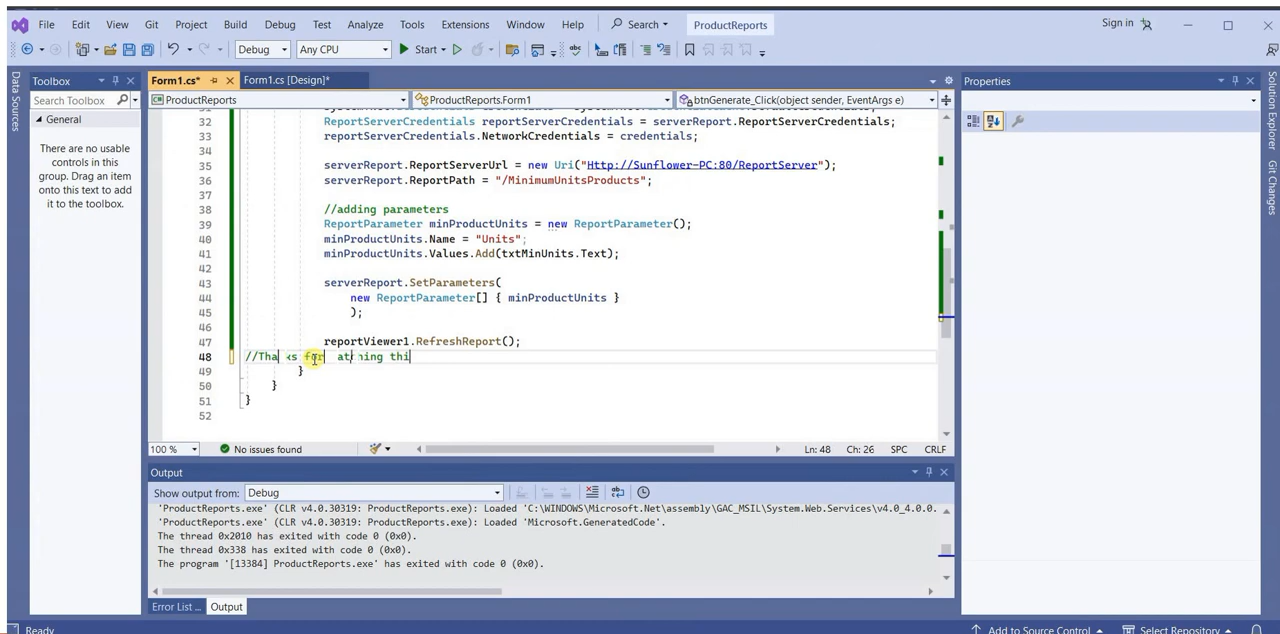 File Edit View Git Project Build Debug Test Analyze Tools Extensions Window Help Search ProductReports Sign in
Debug Any CPU Start
Data Sources
Toolbox
Search Toolbox
General
There are no usable
controls in this
group. Drag an item
onto this text to add
it to the toolbox.
Form1.cs* Form1.cs [Design]*
ProductReports ProductReports.Form1 btnGenerate_Click(object sender, EventArgs e)
32 ReportServerCredentials reportServerCredentials = serverReport.ReportServerCredentials;
33 reportServerCredentials.NetworkCredentials = credentials;
34
35 serverReport.ReportServerUrl = new Uri("Http://Sunflower-PC:80/ReportServer");
36 serverReport.ReportPath = "/MinimumUnitsProducts";
37
38 //adding parameters
39 ReportParameter minProductUnits = new ReportParameter();
40 minProductUnits.Name = "Units";
41 minProductUnits.Values.Add(txtMinUnits.Text);
42
43 serverReport.SetParameters(
44 new ReportParameter[] { minProductUnits }
45 );
46
47 reportViewer1.RefreshReport();
48 //Tha ks for at hing thi
49 }
50 }
51 }
52
100 % No issues found Ln: 48 Ch: 26 SPC CRLF
Output
Show output from: Debug
'ProductReports.exe' (CLR v4.0.30319: ProductReports.exe): Loaded 'C:\WINDOWS\Microsoft.Net\assembly\GAC_MSIL\System.Web.Services\v4.0_4.0.0.
'ProductReports.exe' (CLR v4.0.30319: ProductReports.exe): Loaded 'Microsoft.GeneratedCode'.
The thread 0x2010 has exited with code 0 (0x0).
The thread 0x338 has exited with code 0 (0x0).
The program '[13384] ProductReports.exe' has exited with code 0 (0x0).
Error List ... Output
Properties
Solution Explorer
Git Changes
Ready Add to Source Control Select Repository